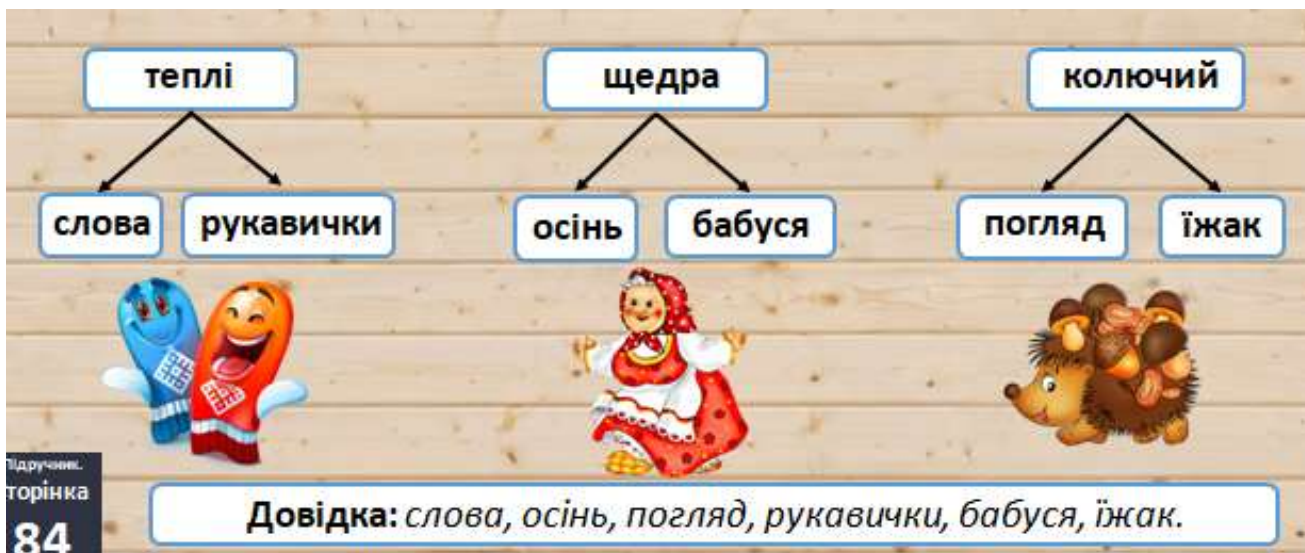 теплі
щедра
колючий
слова
рукавички
осінь
бабуся
погляд
їжак
Підручник.
торінка
84
Довідка: слова, осінь, погляд, рукавички, бабуся, їжак.